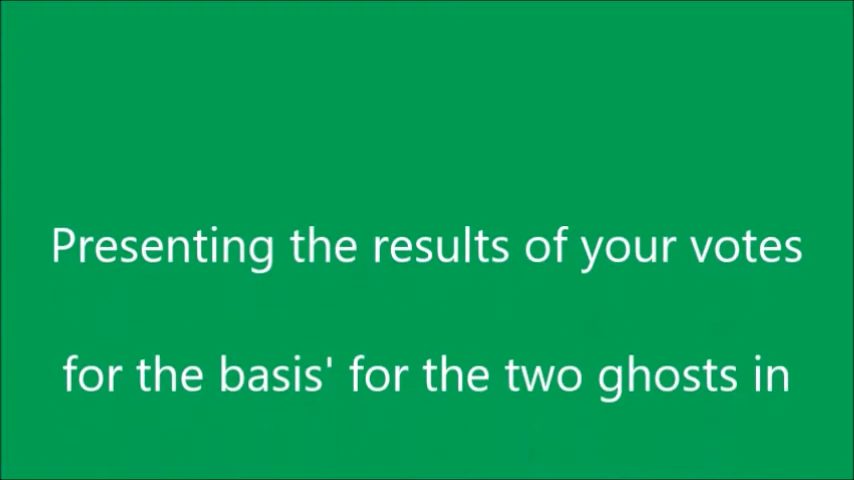 Presenting the results of your votes
for the basis' for the two ghosts in